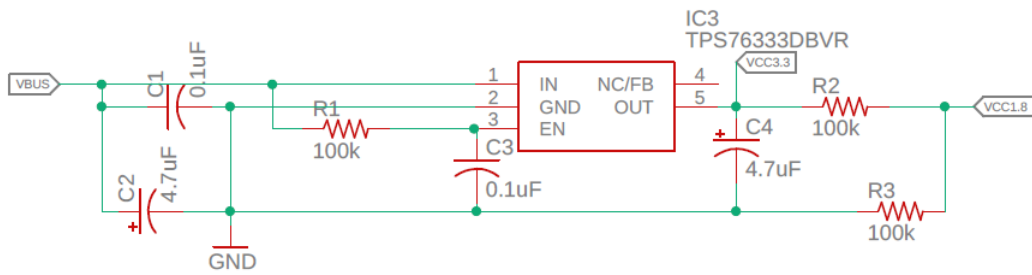 IC3
TPS76333DBVR
VBUS
C1
0.1uF
1
IN
NC/FB
4
VCC3.3
2
GND
OUT
5
R1
100k
3
EN
R2
100k
VCC1.8
C3
0.1uF
C4
4.7uF
C2
4.7uF
R3
100k
GND